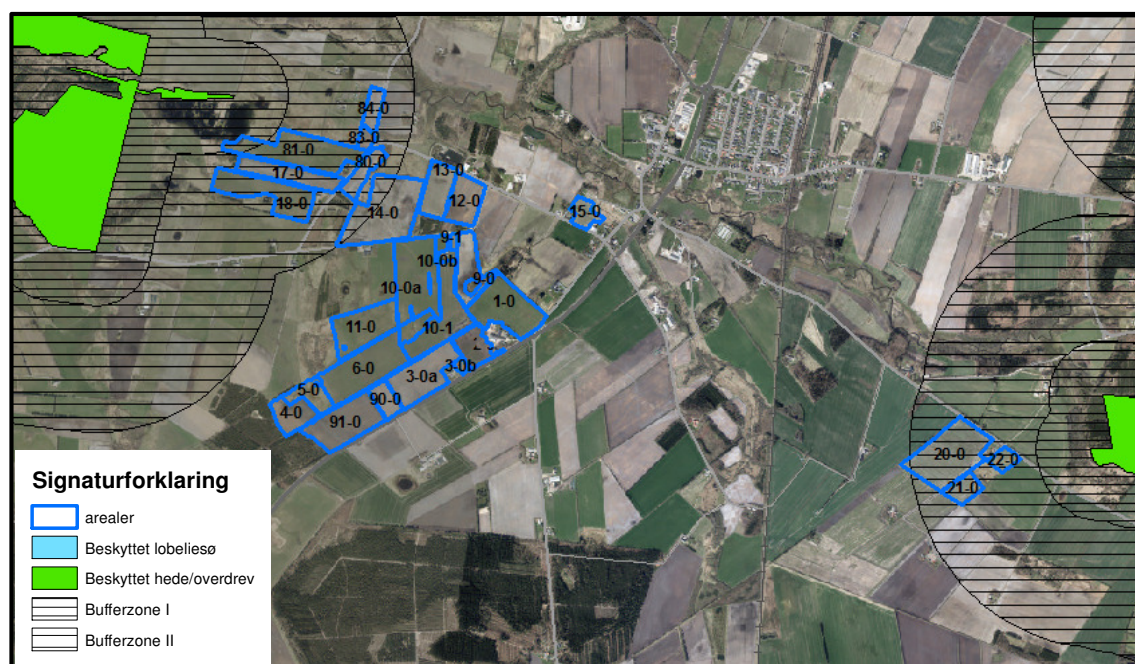 84-0
83-0
81-0
80-0
17-0
18-0
14-0
13-0
12-0
15-0
9-1
10-0b
9-0
10-0a
1-0
11-0
10-1
6-0
3-0b
3-0a
5-0
90-0
4-0
91-0
20-0
22-0
21-0
Signaturforklaring
arealer
Beskyttet lobeliesø
Beskyttet hede/overdrev
Bufferzone I
Bufferzone II